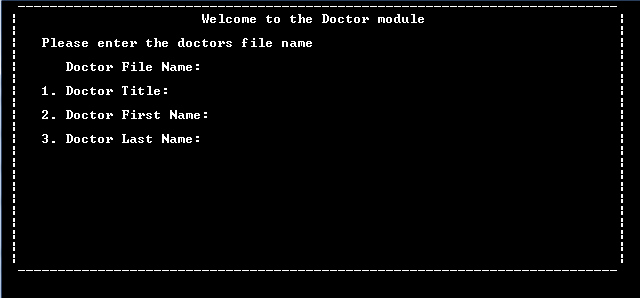 Welcome to the Doctor module
Please enter the doctors file name
Doctor File Name:
1. Doctor Title:
2. Doctor First Name:
3. Doctor Last Name: